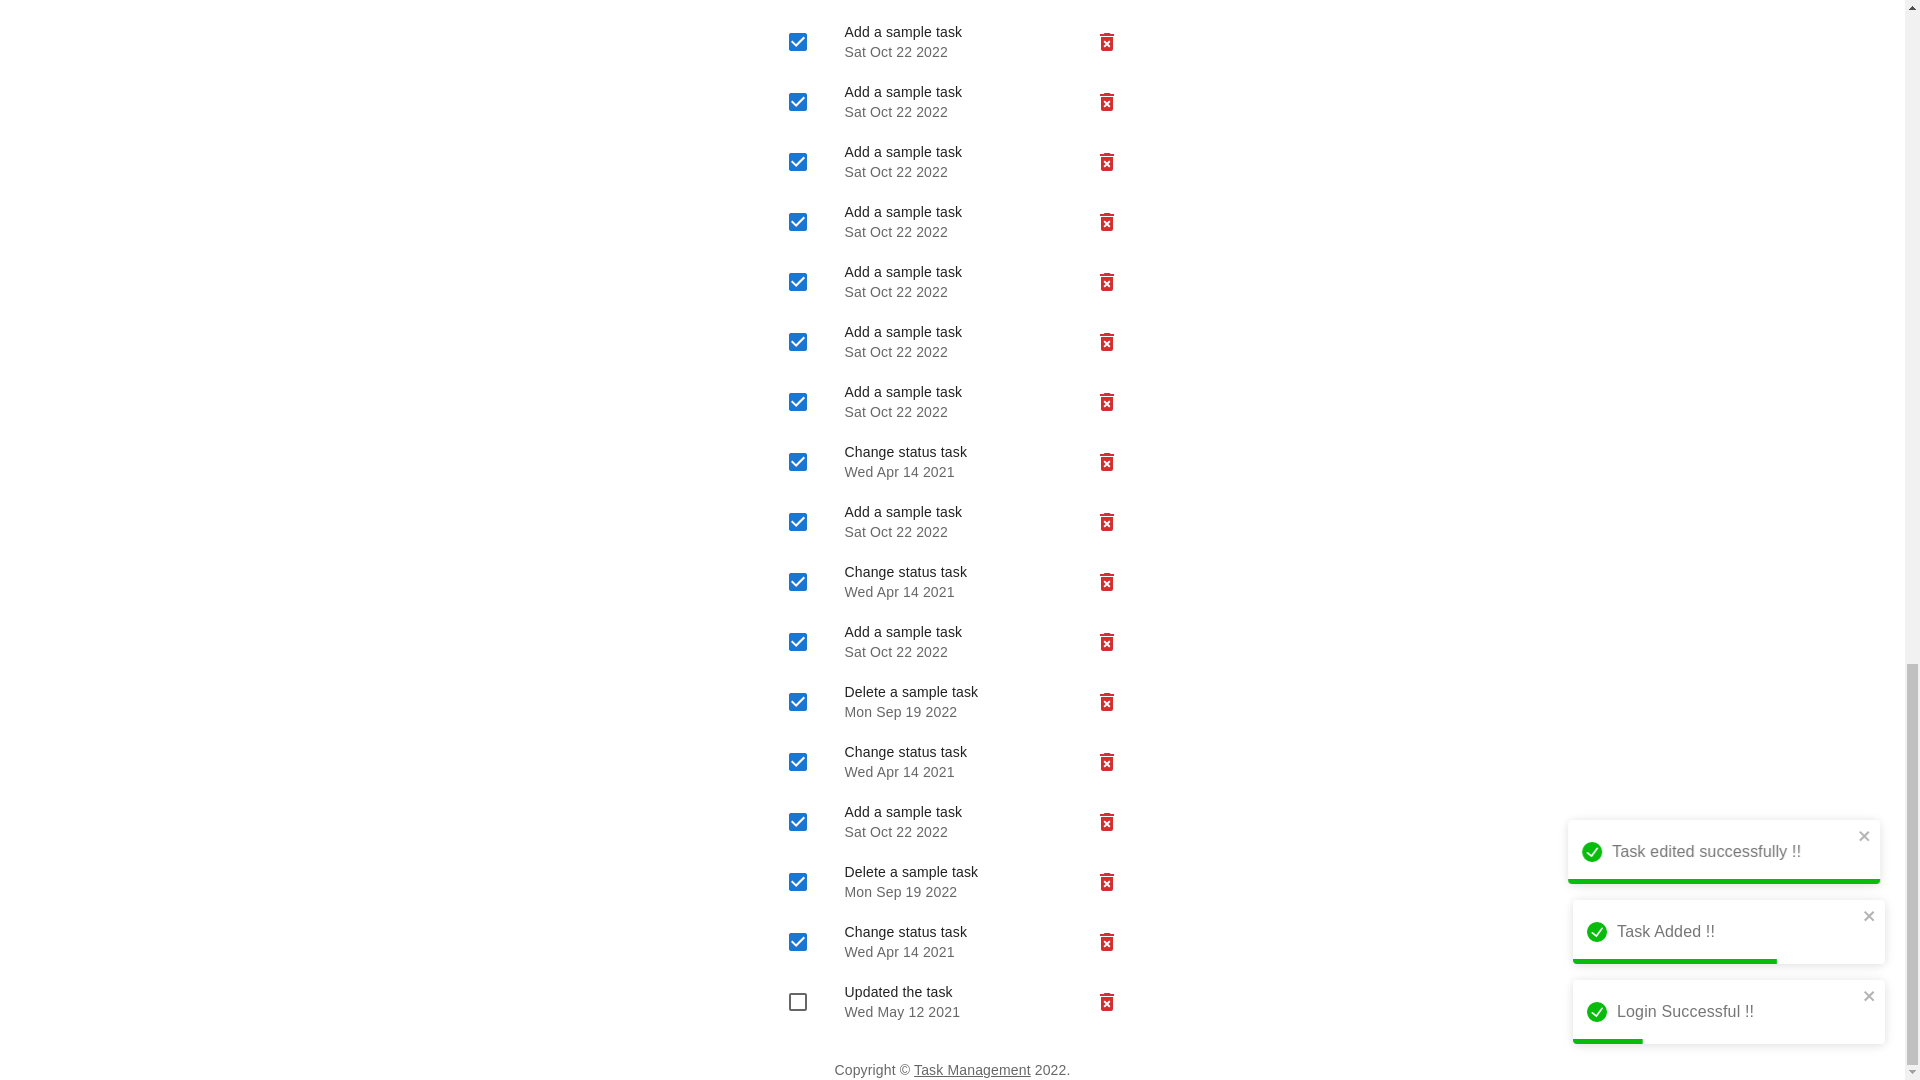 Add a sample task
Sat Oct 22 2022
Add a sample task
Sat Oct 22 2022
Add a sample task
Sat Oct 22 2022
Add a sample task
Sat Oct 22 2022
Add a sample task
Sat Oct 22 2022
Add a sample task
Sat Oct 22 2022
Add a sample task
Sat Oct 22 2022
Change status task
Wed Apr 14 2021
Add a sample task
Sat Oct 22 2022
Change status task
Wed Apr 14 2021
Add a sample task
Sat Oct 22 2022
Delete a sample task
Mon Sep 19 2022
Change status task
Wed Apr 14 2021
Add a sample task
Sat Oct 22 2022
Delete a sample task
Mon Sep 19 2022
Change status task
Wed Apr 14 2021
Updated the task
Wed May 12 2021
Copyright © Task Management 2022.
Task edited successfully !!
Task Added !!
Login Successful !!